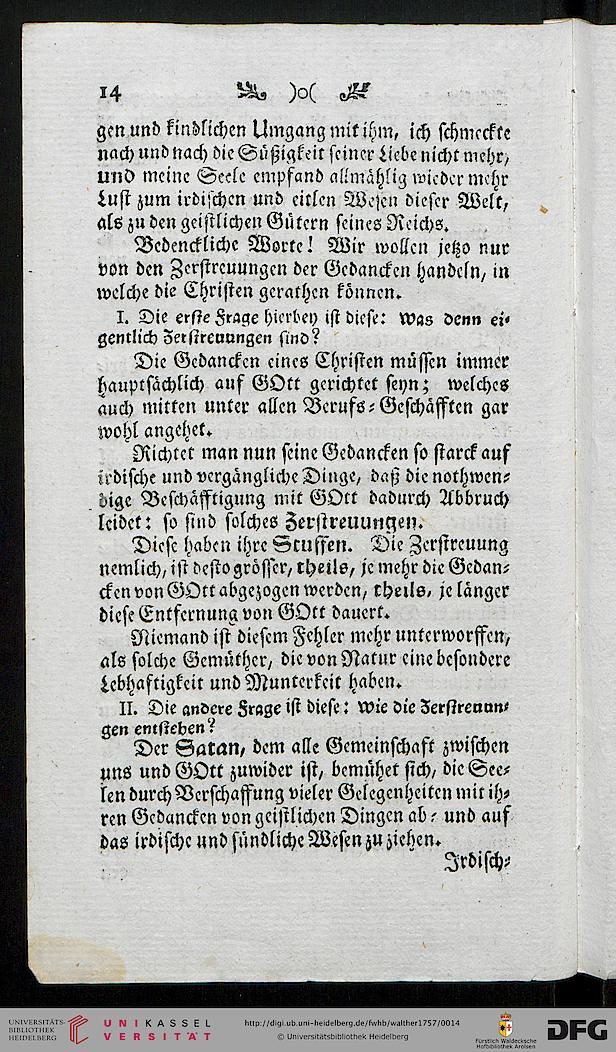 14 )o(
gen und kindlichen Umgang mit ihm, ich schmeckte
nach und nach die Süßigkeit seiner Liebe nicht mehr,
und meine Seele empfand allmählig wieder mehr
Lust zum irdischen und eitlen Wesen dieser Welt,
als zu den geistlichen Gütern seines Reichs.
Bedenckliche Worte! Wir wollen jetzo nur
von den Zerstreuungen der Gedancken handeln, in
welche die Christen gerathen können.
I. Die erste Frage hierbey ist diese: was denn ei-
gentlich Zerstreuungen sind?
Die Gedancken eines Christen müssen immer
hauptsächlich auf GOtt gerichtet seyn; welches
auch mitten unter allen Berufs-Geschäfften gar
wohl angehet.
Richtet man nun seine Gedancken so starck auf
irdische und vergängliche Dinge, daß die nothwen-
dige Beschäfftigung mit GOtt dadurch Abbruch
leidet: so sind solches Zerstreuungen.
Diese haben ihre Stuffen. Die Zerstreuung
nemlich, ist desto grösser, theils, je mehr die Gedan-
cken von GOtt abgezogen werden, theils, je länger
diese Entfernung von GOtt dauert.
Niemand ist diesem Fehler mehr unterworffen,
als solche Gemüther, die von Natur eine besondere
Lebhaftigkeit und Munterkeit haben.
II. Die andere Frage ist diese: wie die Zerstreuun-
gen entstehen?
Der Satan, dem alle Gemeinschaft zwischen
uns und GOtt zuwider ist, bemühet sich, die See-
len durch Verschaffung vieler Gelegenheiten mit ih-
ren Gedancken von geistlichen Dingen ab- und auf
das irdische und sündliche Wesen zu ziehen.
Irdisch-
UNIVERSITÄTS-
BIBLIOTHEK
HEIDELBERG
UNIKASSEL
VERSITÄT
http://digi.ub.uni-heidelberg.de/fwhb/walther1757/0014
© Universitätsbibliothek Heidelberg
Fürstlich Waldecksche
Hofbibliothek Arolsen
DFG